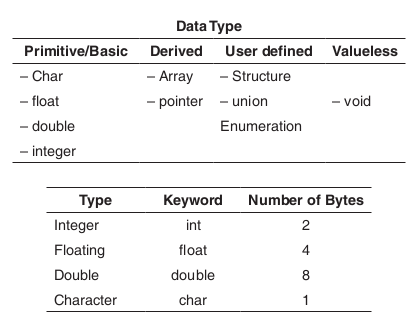 Data Type
Primitive/Basic Derived User defined Valueless
– Char – Array – Structure
– float – pointer – union – void
– double Enumeration
– integer
Type Keyword Number of Bytes
Integer int 2
Floating float 4
Double double 8
Character char 1